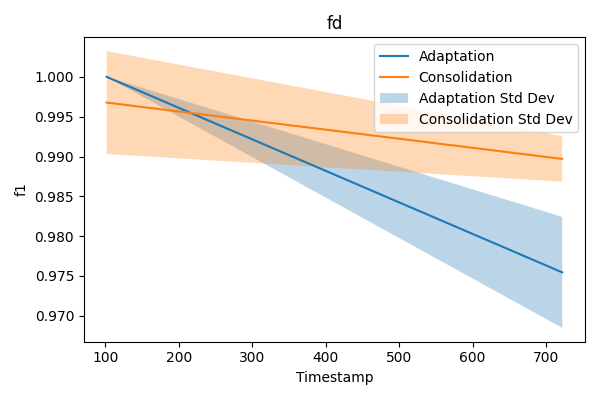 fd
Adaptation
Consolidation
Adaptation Std Dev
Consolidation Std Dev
f1
1.000
0.995
0.990
0.985
0.980
0.975
0.970
100 200 300 400 500 600 700
Timestamp